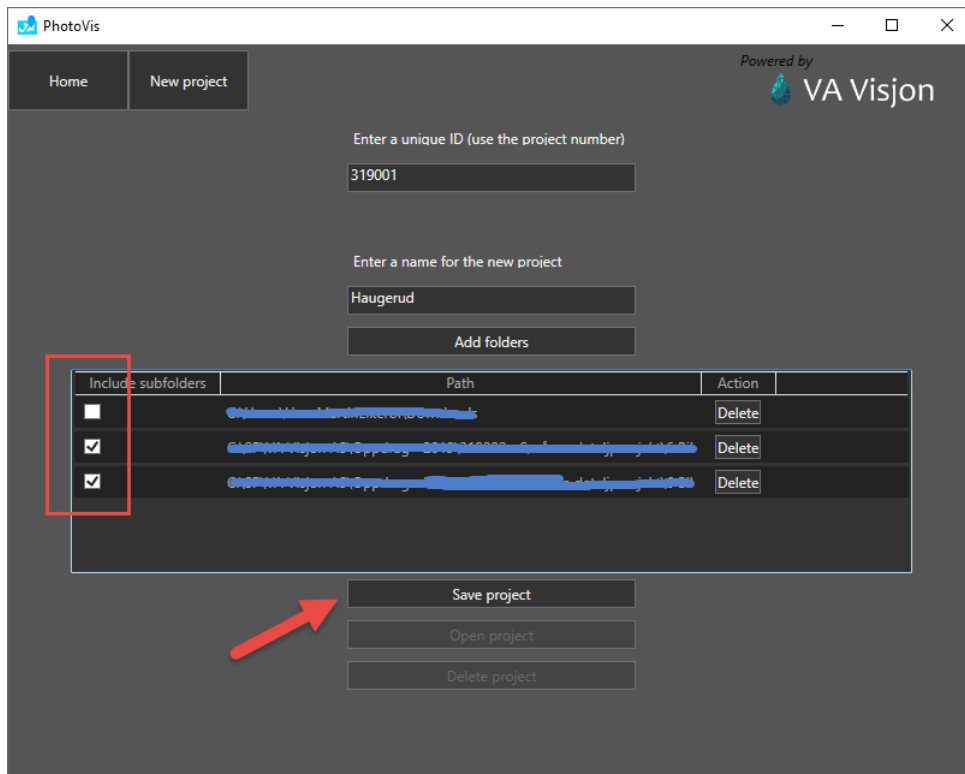 PhotoVis
Home New project
Powered by
VA Visjon
Enter a unique ID (use the project number)
319001
Enter a name for the new project
Haugerud
Add folders
Include subfolders Path Action
Delete
Delete
Delete
Save project
Open project
Delete project